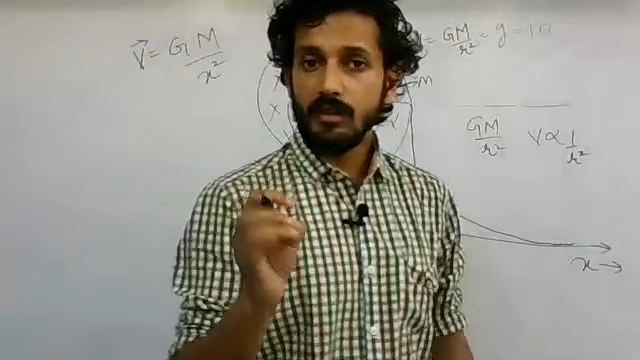 V⃗ = GM/x²
= GM/r² = g = 10
M
GM/r² V ∝ 1/r²
x →